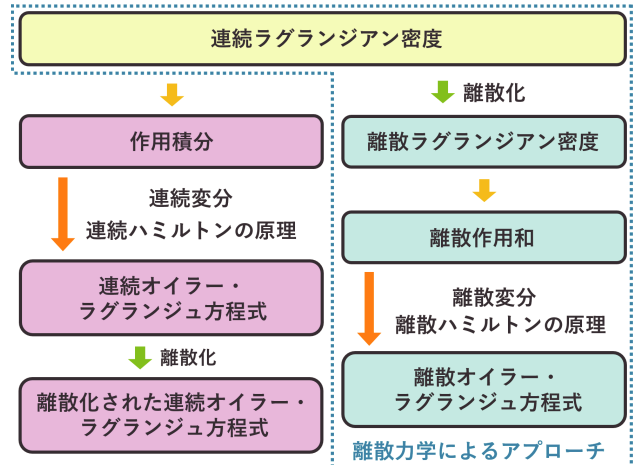 連続ラグランジアン密度
作用積分
連続変分
連続ハミルトンの原理
連続オイラー・
ラグランジュ方程式
離散化
離散化された連続オイラー・
ラグランジュ方程式
離散化
離散ラグランジアン密度
離散作用和
離散変分
離散ハミルトンの原理
離散オイラー・
ラグランジュ方程式
離散力学によるアプローチ